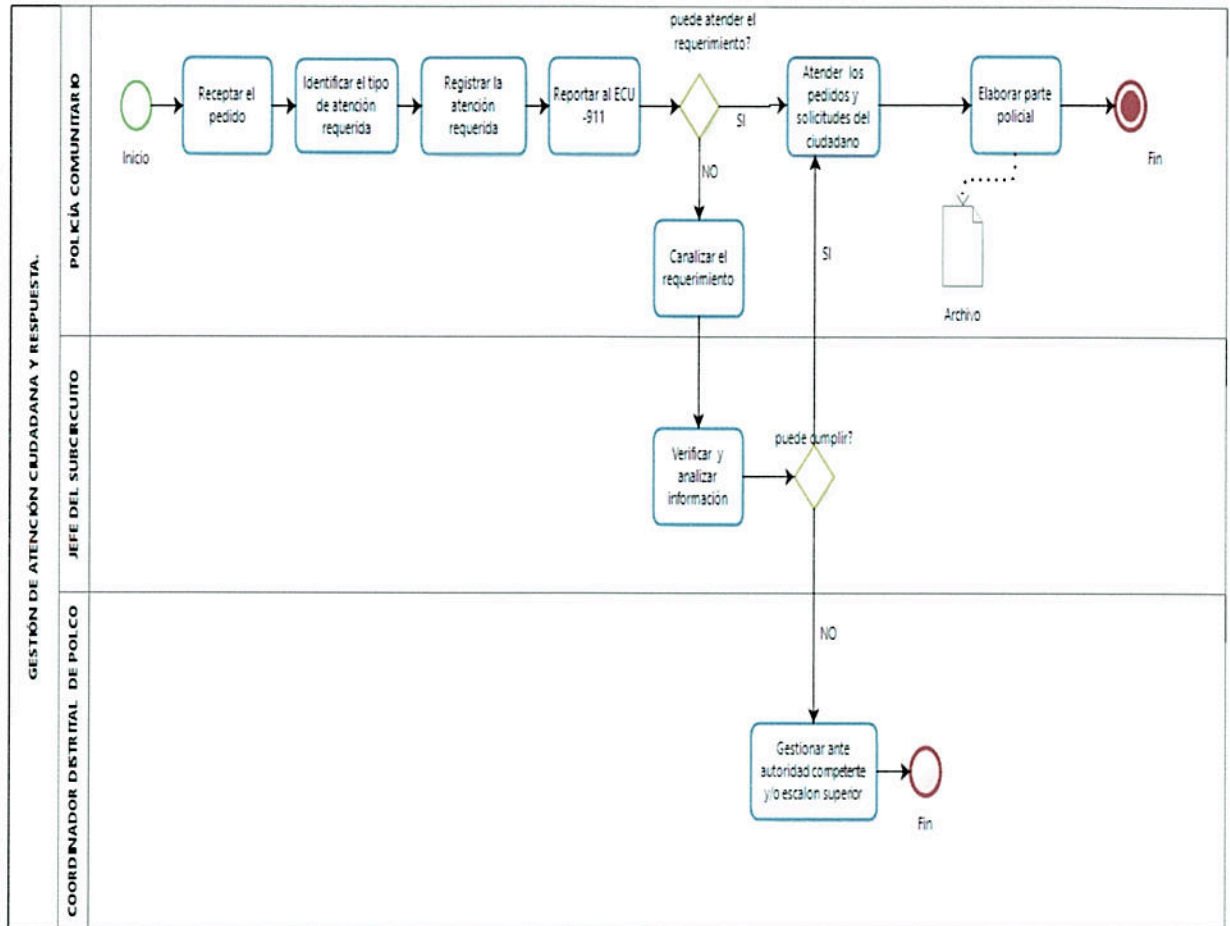 GESTIÓN DE ATENCIÓN CIUDADANA Y RESPUESTA.
POLICÍA COMUNITARIO
Inicio
Receptar el
pedido
Identificar el tipo
de atención
requerida
Registrar la
atención
requerida
Reportar al ECU
-911
puede atender el
requerimiento?
SI
NO
Atender los
pedidos y
solicitudes del
ciudadano
Elaborar parte
policial
Fin
Archivo
Canalizar el
requerimiento
SI
JEFE DEL SUBCIRCUITO
Verificar y
analizar
información
puede cumplir?
NO
COORDINADOR DISTRITAL DE POLCO
Gestionar ante
autoridad competente
y/o escalon superior
Fin